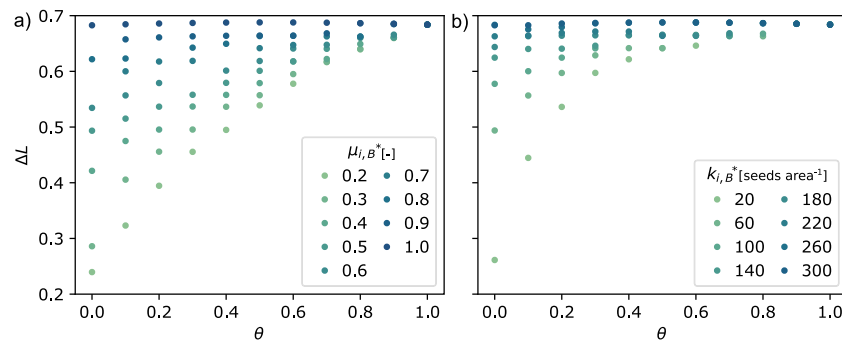 a)
0.7
0.6
0.5
0.4
0.3
0.2
ΔL
0.0 0.2 0.4 0.6 0.8 1.0
θ
μi,B*[-]
0.2 0.7
0.3 0.8
0.4 0.9
0.5 1.0
0.6
b)
0.0 0.2 0.4 0.6 0.8 1.0
θ
ki,B*[seeds area-1]
20 180
60 220
100 260
140 300